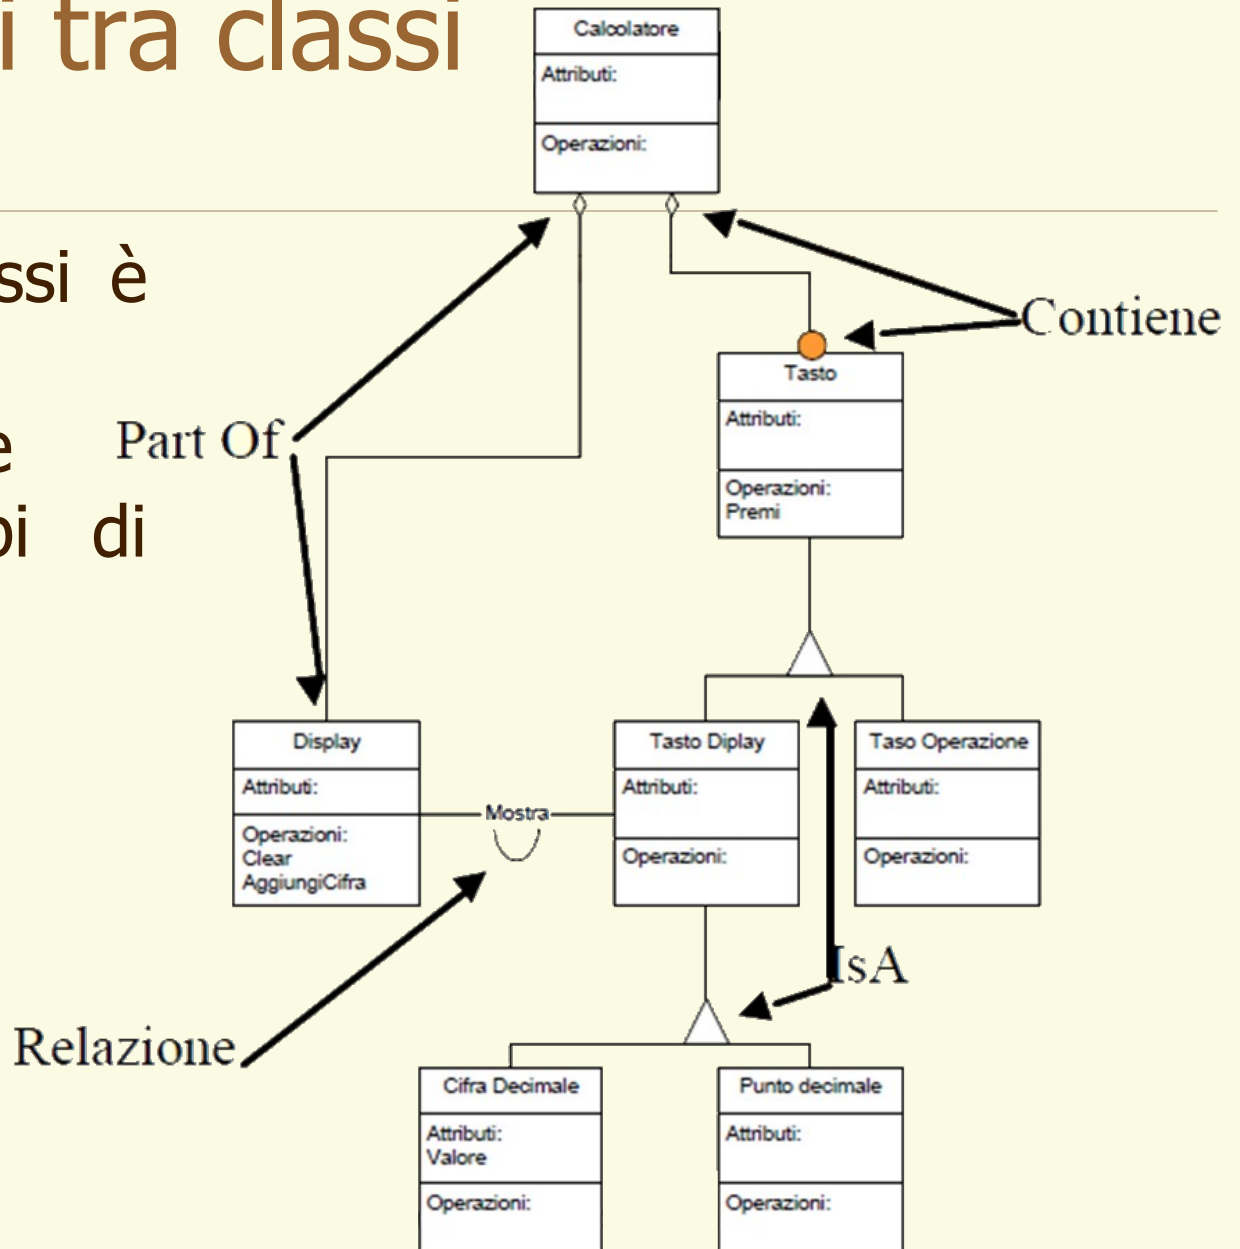 i tra classi
Calcolatore
Attributi:
Operazioni:
ssi è
Contiene
Tasto
Attributi:
Operazioni:
Premi
Part Of
e
pi di
Display
Attributi:
Operazioni:
Clear
AggiungiCifra
Mostra
Tasto Diplay
Attributi:
Operazioni:
Taso Operazione
Attributi:
Operazioni:
IsA
Relazione
Cifra Decimale
Attributi:
Valore
Operazioni:
Punto decimale
Attributi:
Operazioni: